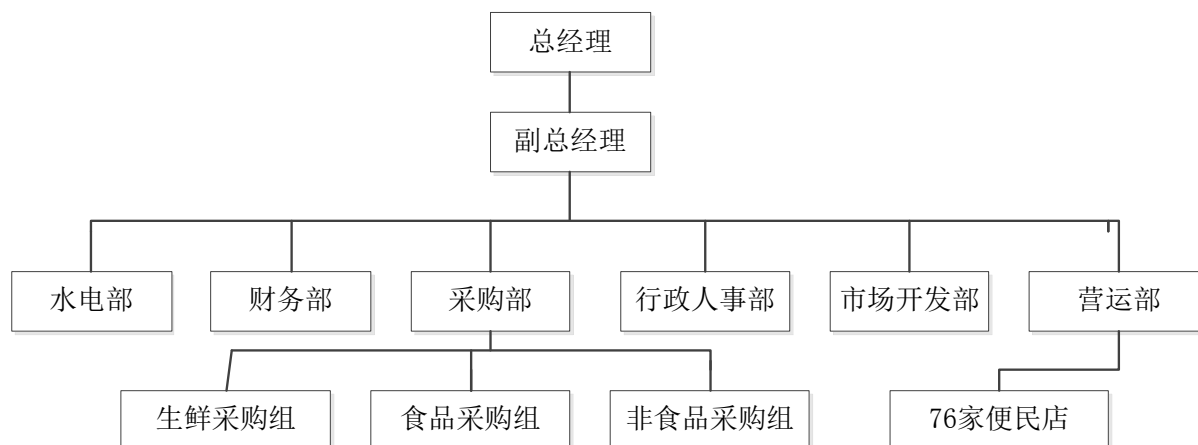 总经理
副总经理
水电部
财务部
采购部
行政人事部
市场开发部
营运部
生鲜采购组
食品采购组
非食品采购组
76家便民店